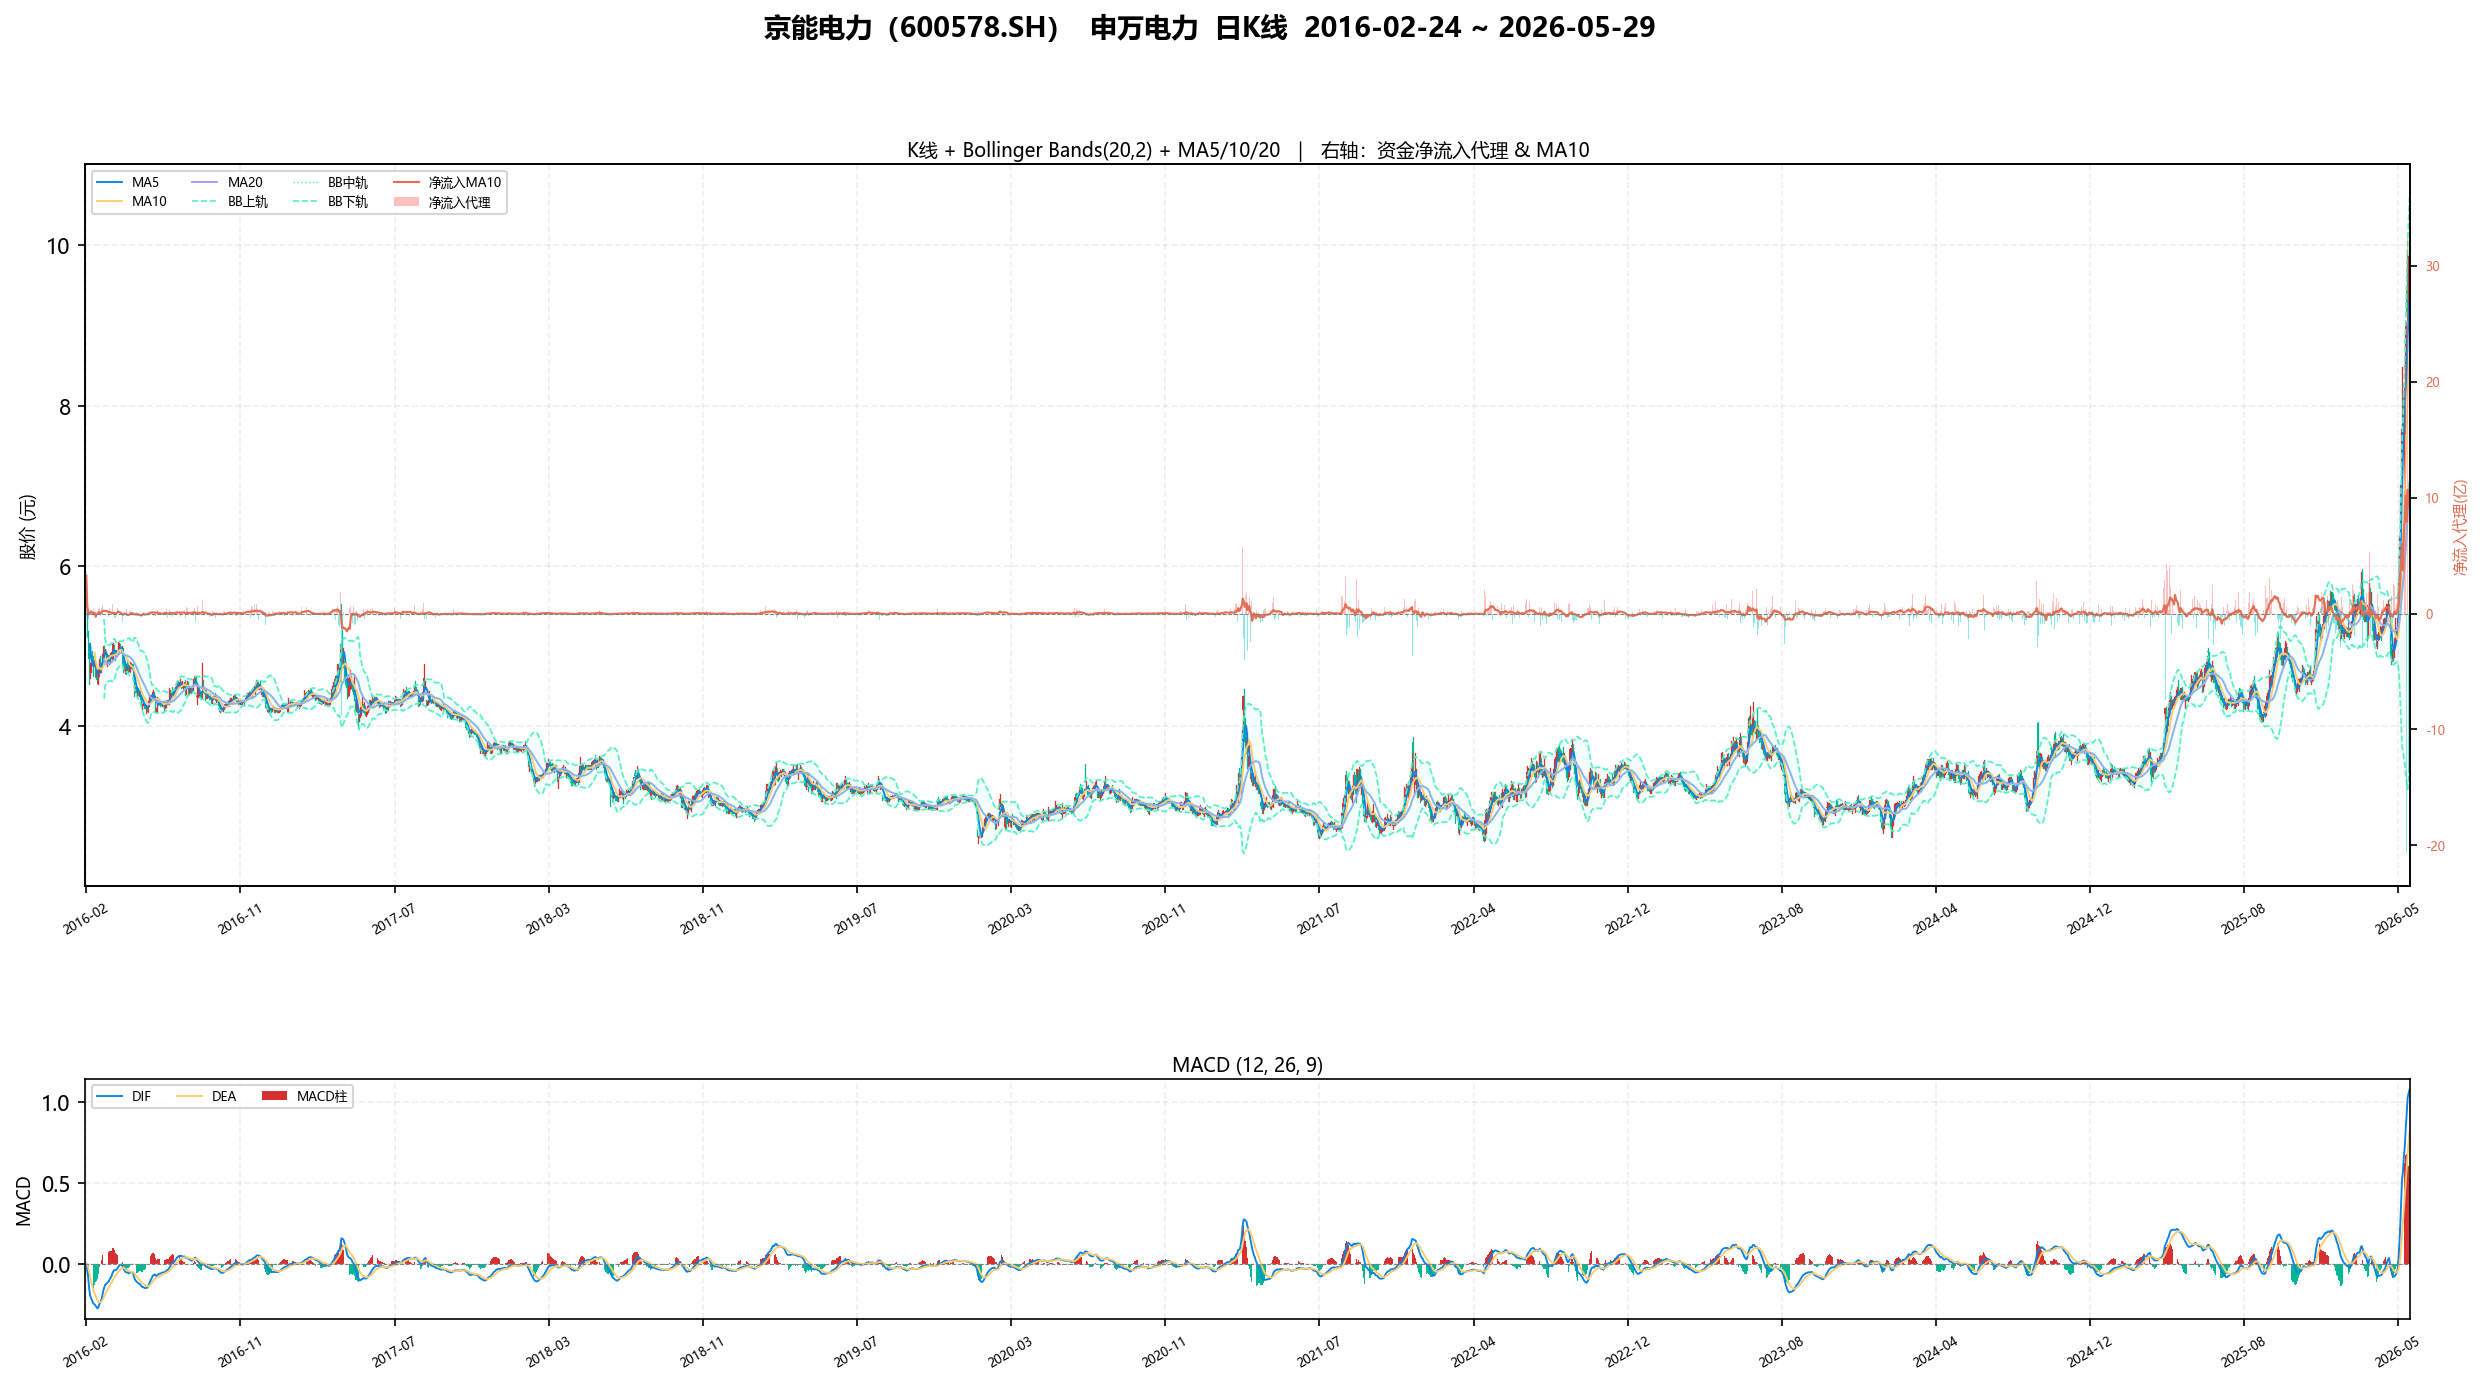 京能电力（600578.SH） 申万电力 日K线 2016-02-24 ~ 2026-05-29
K线 + Bollinger Bands(20,2) + MA5/10/20 | 右轴：资金净流入代理 & MA10
MA5 MA20 BB中轨 净流入MA10
MA10 BB上轨 BB下轨 净流入代理
股价 (元)
10
8
6
4
30
20
10
0
-10
-20
净流入代理(亿)
2016-02 2016-11 2017-07 2018-03 2018-11 2019-07 2020-03 2020-11 2021-07 2022-04 2022-12 2023-08 2024-04 2024-12 2025-08 2026-05
MACD (12, 26, 9)
DIF DEA MACD柱
MACD
1.0
0.5
0.0
2016-02 2016-11 2017-07 2018-03 2018-11 2019-07 2020-03 2020-11 2021-07 2022-04 2022-12 2023-08 2024-04 2024-12 2025-08 2026-05